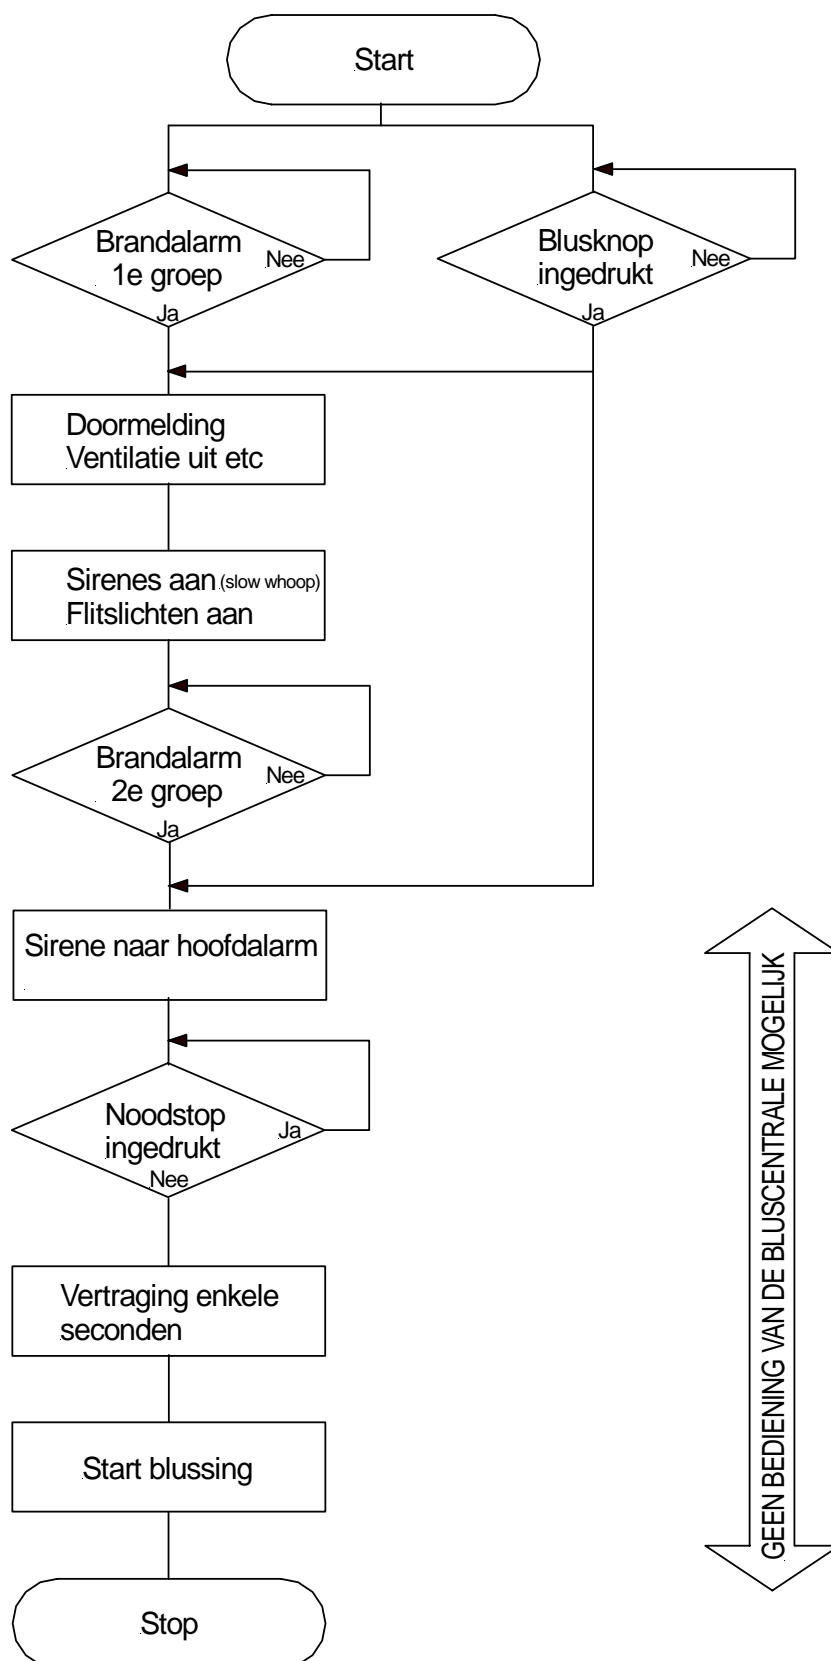 Start
Brandalarm
1e groep
Nee
Ja
Blusknop
ingedrukt
Nee
Ja
Doormelding
Ventilatie uit etc
Sirenes aan (slow whoop)
Flitslichten aan
Brandalarm
2e groep
Nee
Ja
Sirene naar hoofdalarm
Noodstop
ingedrukt
Ja
Nee
Vertraging enkele
seconden
Start blussing
Stop
GEEN BEDIENING VAN DE BLUSCENTRALE MOGELIJK